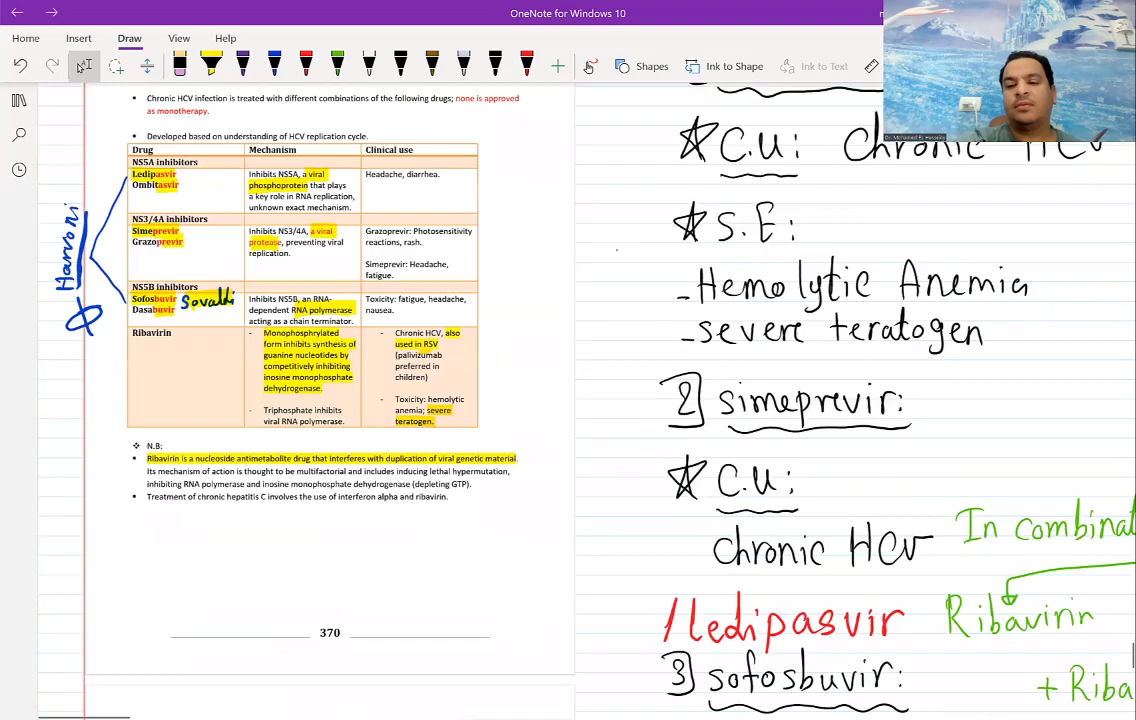 OneNote for Windows 10
Home Insert Draw View Help
Shapes Ink to Shape Ink to Text
Dr. Mohamed El Husseiny
• Chronic HCV infection is treated with different combinations of the following drugs; none is approved
as monotherapy.
• Developed based on understanding of HCV replication cycle.
Drug Mechanism Clinical use
NS5A inhibitors
Ledipasvir
Ombitasvir
Inhibits NS5A, a viral
phosphoprotein that plays
a key role in RNA replication,
unknown exact mechanism.
Headache, diarrhea.
NS3/4A inhibitors
Simeprevir
Grazoprevir
Inhibits NS3/4A, a viral
protease, preventing viral
replication.
Grazoprevir: Photosensitivity
reactions, rash.
Simeprevir: Headache,
fatigue.
NS5B inhibitors
Sofosbuvir Sovaldi
Dasabuvir
Inhibits NS5B, an RNA-
dependent RNA polymerase
acting as a chain terminator.
Toxicity: fatigue, headache,
nausea.
Ribavirin
- Monophosphrylated
form inhibits synthesis of
guanine nucleotides by
competitively inhibiting
inosine monophosphate
dehydrogenase.
- Triphosphate inhibits
viral RNA polymerase.
- Chronic HCV, also
used in RSV
(palivizumab
preferred in
children)
- Toxicity: hemolytic
anemia; severe
teratogen.
Harvoni
❖ N.B:
• Ribavirin is a nucleoside antimetabolite drug that interferes with duplication of viral genetic material.
Its mechanism of action is thought to be multifactorial and includes inducing lethal hypermutation,
inhibiting RNA polymerase and inosine monophosphate dehydrogenase (depleting GTP).
• Treatment of chronic hepatitis C involves the use of interferon alpha and ribavirin.
370
C.U: Chronic HCV
S.E:
- Hemolytic Anemia
- severe teratogen
2] simeprevir:
C.U:
chronic HCV In combinat
/ledipasvir Ribavirin
3] sofosbuvir: + Riba